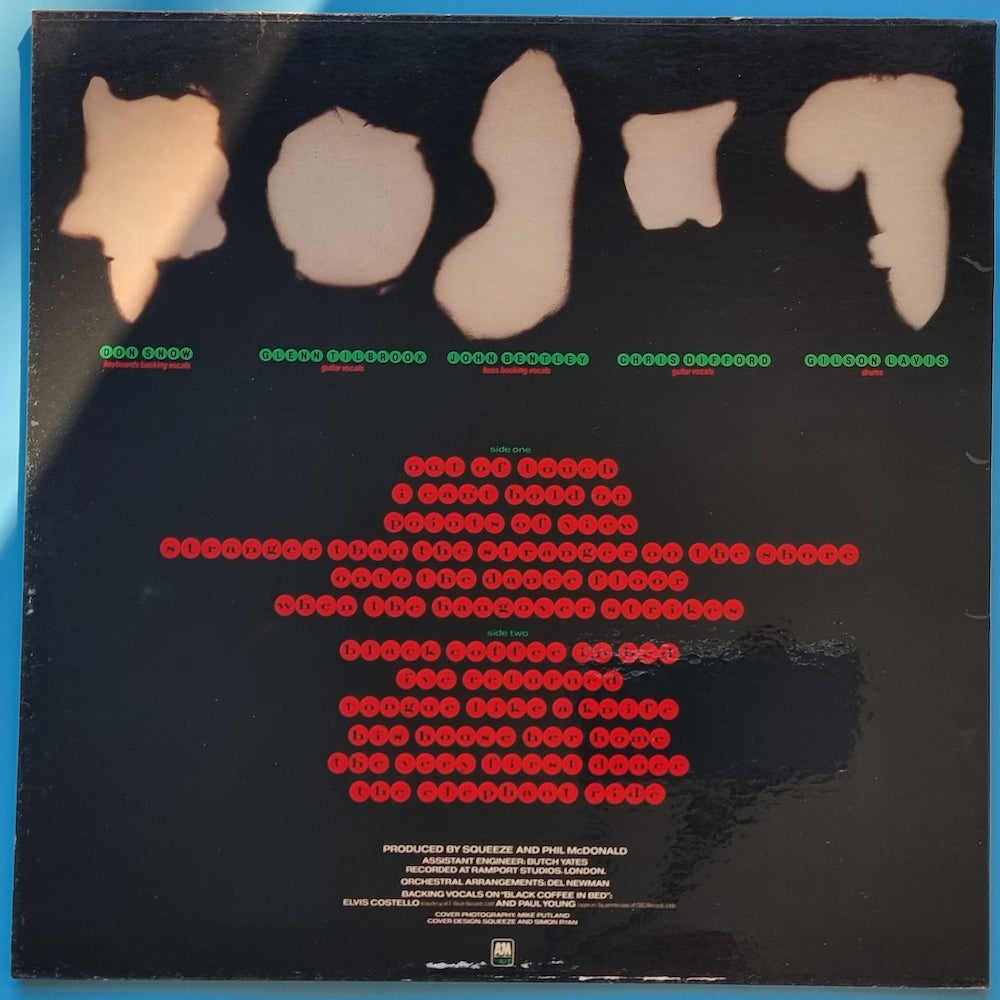 DON SNOW
keyboards backing vocals
GLENN TILBROOK
guitar vocals
JOHN BENTLEY
bass backing vocals
CHRIS DIFFORD
guitar vocals
GILSON LAVIS
drums
side one
out of touch
i can't hold on
points of view
stranger than the stranger on the shore
onto the dance floor
when the hangover strikes
side two
black coffee in bed
i've returned
tongue like a knife
his house her home
the very first dance
the elephant ride
PRODUCED BY SQUEEZE AND PHIL McDONALD
ASSISTANT ENGINEER: BUTCH YATES
RECORDED AT RAMPORT STUDIOS. LONDON.
ORCHESTRAL ARRANGEMENTS: DEL NEWMAN
BACKING VOCALS ON "BLACK COFFEE IN BED":
ELVIS COSTELLO AND PAUL YOUNG
COVER PHOTOGRAPHY: MIKE PUTLAND
COVER DESIGN: SQUEEZE AND SIMON RYAN
A&M